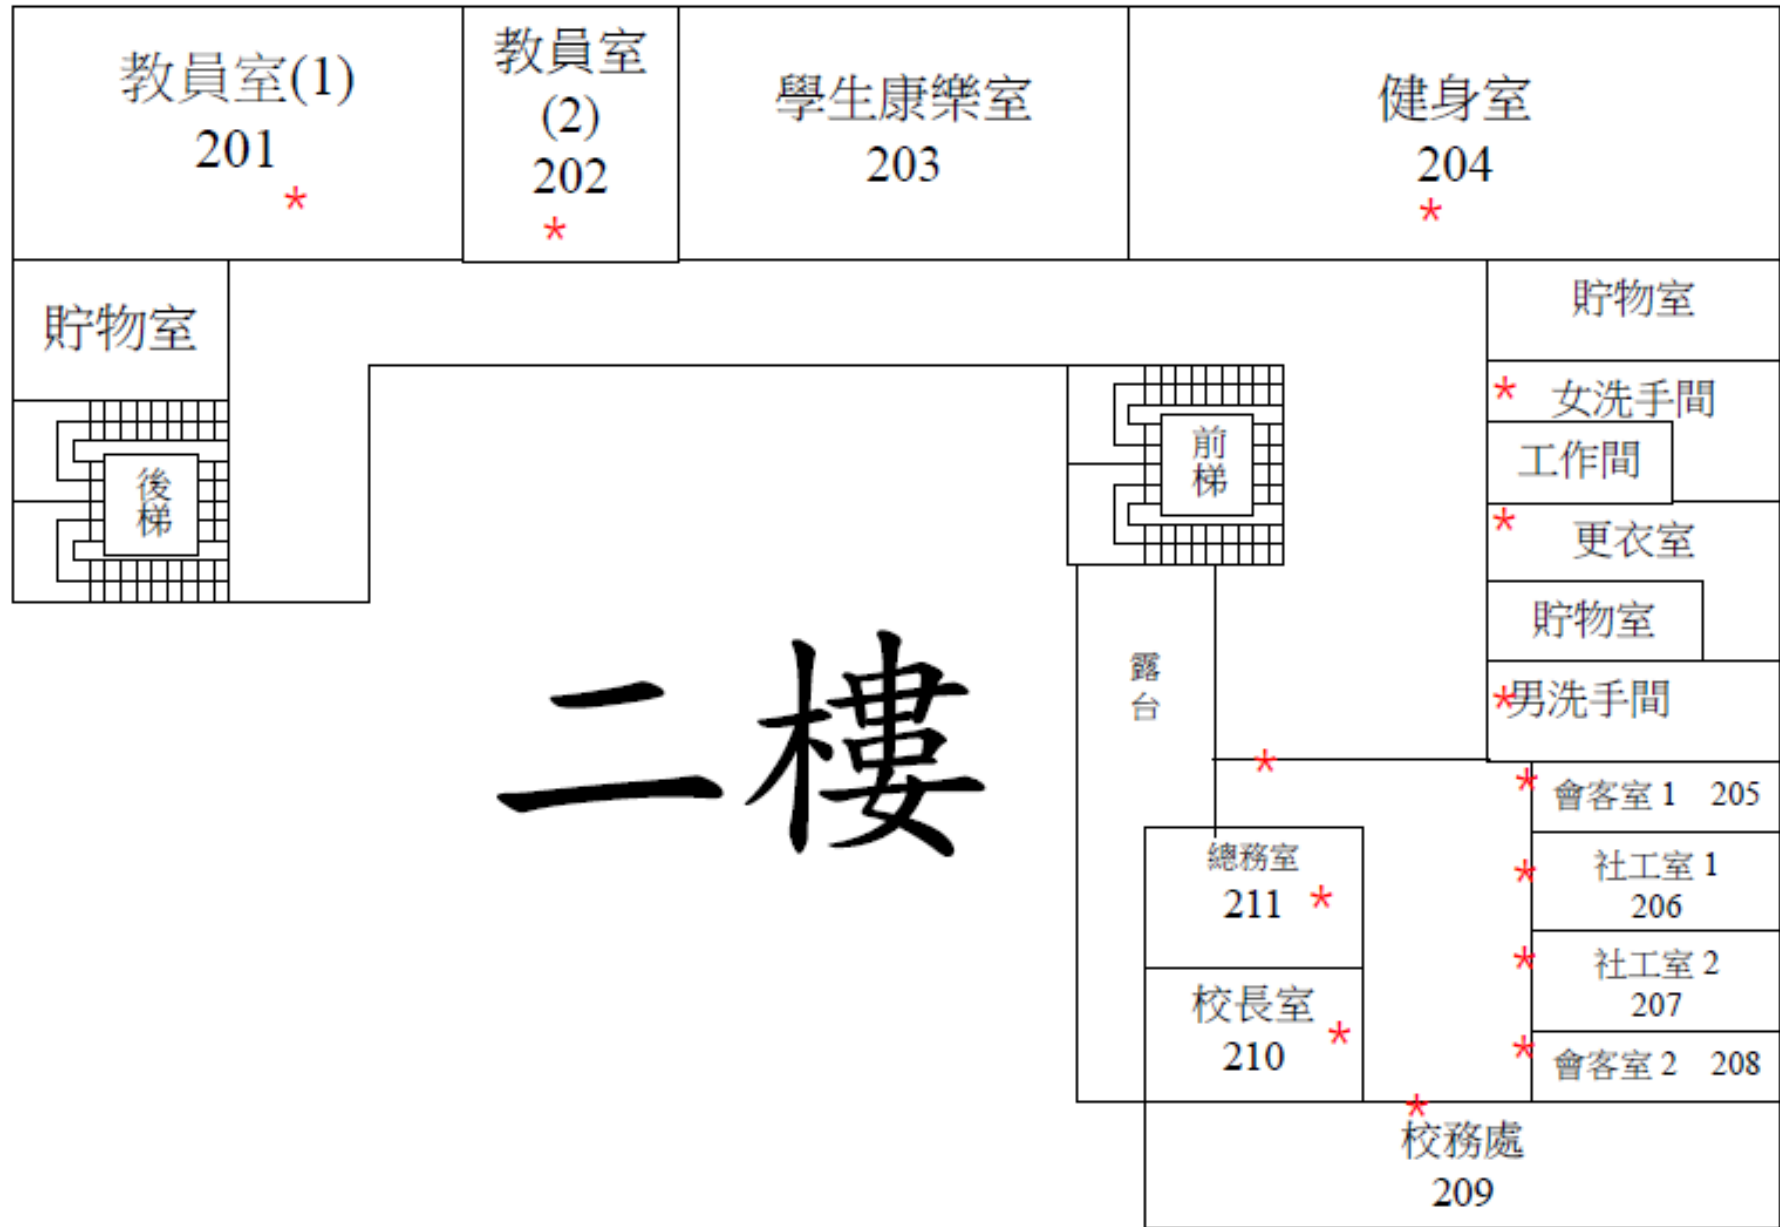 教員室(1)
201
*
教員室
(2)
202
*
學生康樂室
203
健身室
204
*
貯物室
貯物室
* 女洗手間
工作間
* 更衣室
貯物室
*男洗手間
後梯
前梯
露台
二樓
*
* 會客室 1 205
* 社工室 1
206
* 社工室 2
207
* 會客室 2 208
總務室
211 *
校長室
210 *
*
校務處
209